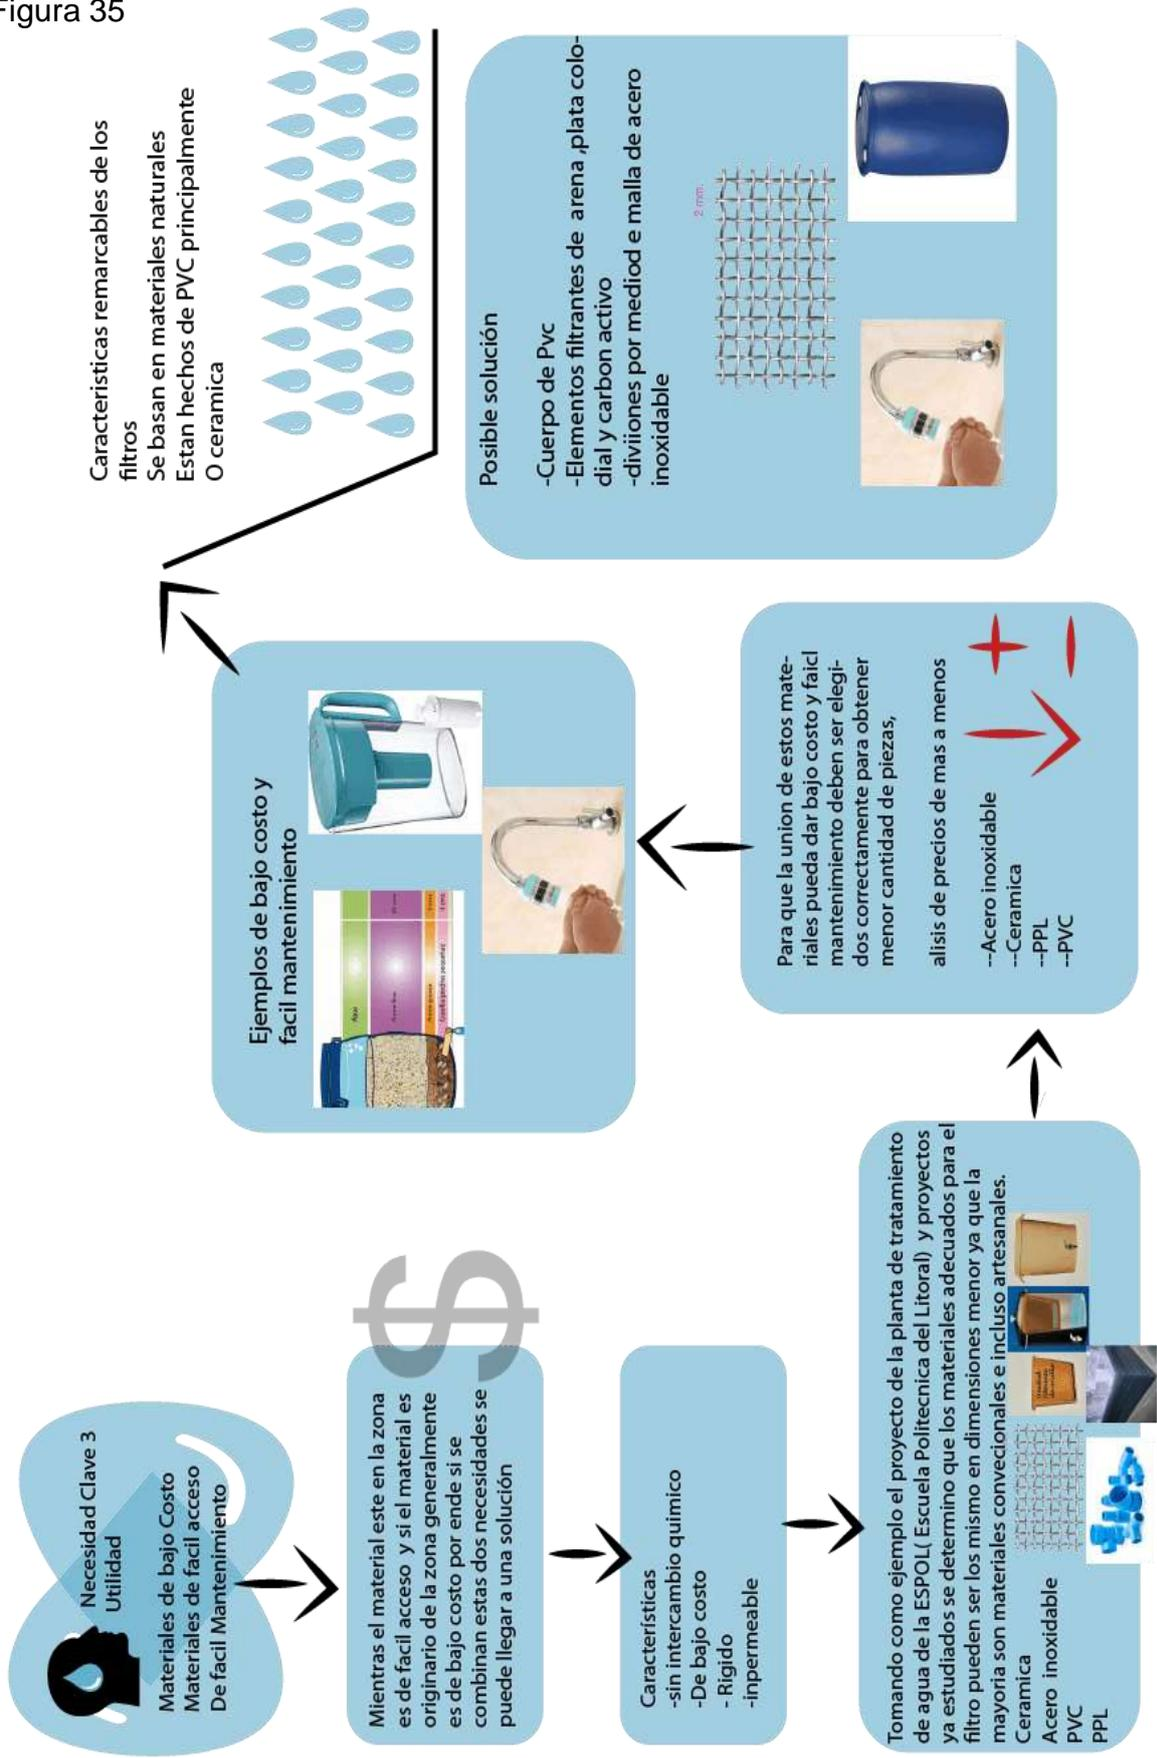 Figura 35
Necesidad Clave 3
Utilidad
Materiales de bajo Costo
Materiales de facil acceso
De facil Mantenimiento
Mientras el material este en la zona
es de facil acceso y si el material es
originario de la zona generalmente
es de bajo costo por ende si se
combinan estas dos necesidades se
puede llegar a una solución
$
Características
-sin intercambio quimico
-De bajo costo
- Rigido
-inpermeable
Tomando como ejemplo el proyecto de la planta de tratamiento
de agua de la ESPOL( Escuela Politecnica del Litoral) y proyectos
ya estudiados se determino que los materiales adecuados para el
filtro pueden ser los mismo en dimensiones menor ya que la
mayoria son materiales convecionales e incluso artesanales.
Ceramica
Acero inoxidable
PVC
PPL
Para que la union de estos mate-
riales pueda dar bajo costo y faicl
mantenimiento deben ser elegi-
dos correctamente para obtener
menor cantidad de piezas,
alisis de precios de mas a menos
--Acero inoxidable
--Ceramica
--PPL
--PVC
Ejemplos de bajo costo y
facil mantenimiento
Agua
Arena fina
Arena gruesa
Caracteristicas remarcables de los
filtros
Se basan en materiales naturales
Estan hechos de PVC principalmente
O ceramica
Posible solución
-Cuerpo de Pvc
-Elementos filtrantes de arena ,plata colo-
dial y carbon activo
-diviiones por mediod e malla de acero
inoxidable
2 mm.